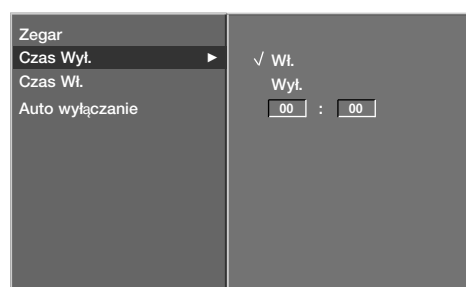 Zegar
Czas Wył. ►
Czas Wł.
Auto wyłączanie
√ Wł.
Wył.
00 : 00